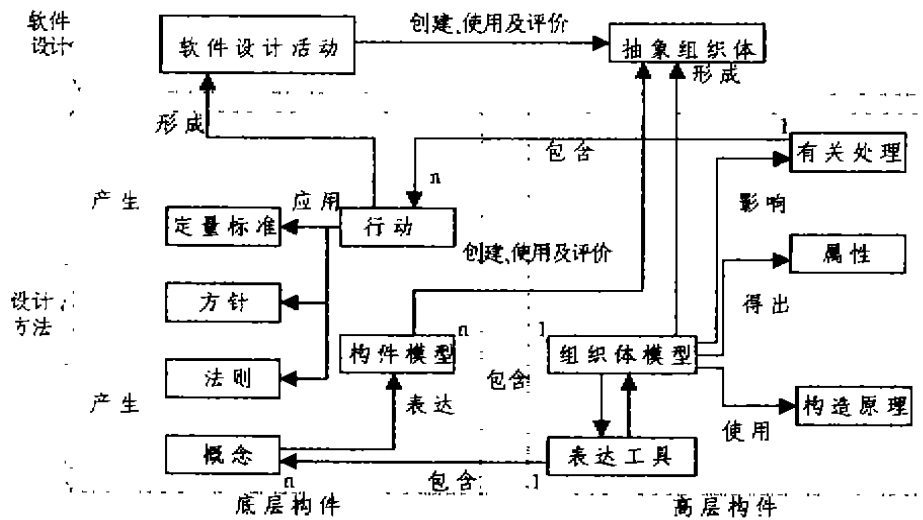 软件
设计
软件设计活动
创建、使用及评价
抽象组织体
形成
形成
包含
1
有关处理
n
影响
产生
应用
定量标准
行动
创建、使用及评价
属性
得出
设计
方法
方针
n
1
构件模型
包含
组织体模型
法则
产生
表达
使用
构造原理
概念
n
包含
1
表达工具
底层构件
高层构件